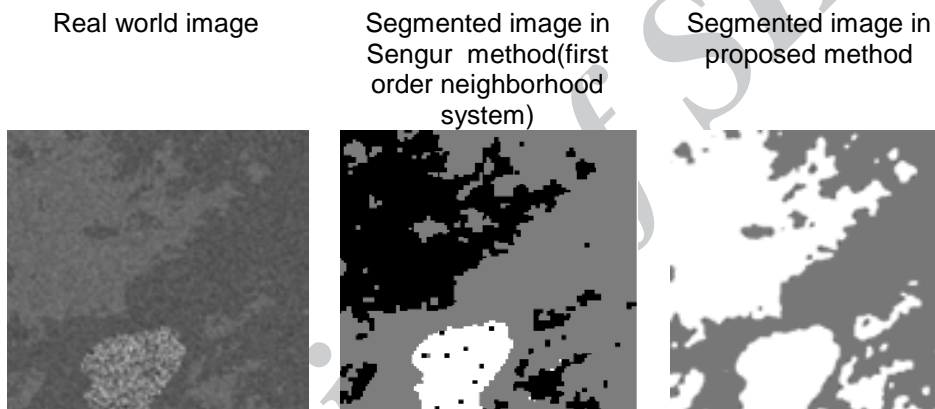 Real world image
Segmented image in
Sengur method(first
order neighborhood
system)
Segmented image in
proposed method